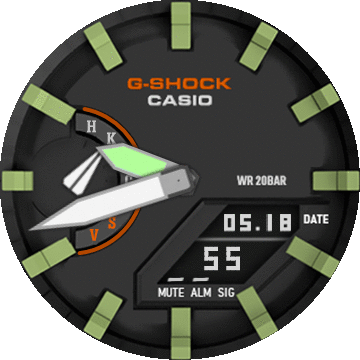 G-SHOCK
CASIO
H
K
WR 20BAR
S
V
05.18 DATE
55
MUTE ALM SIG